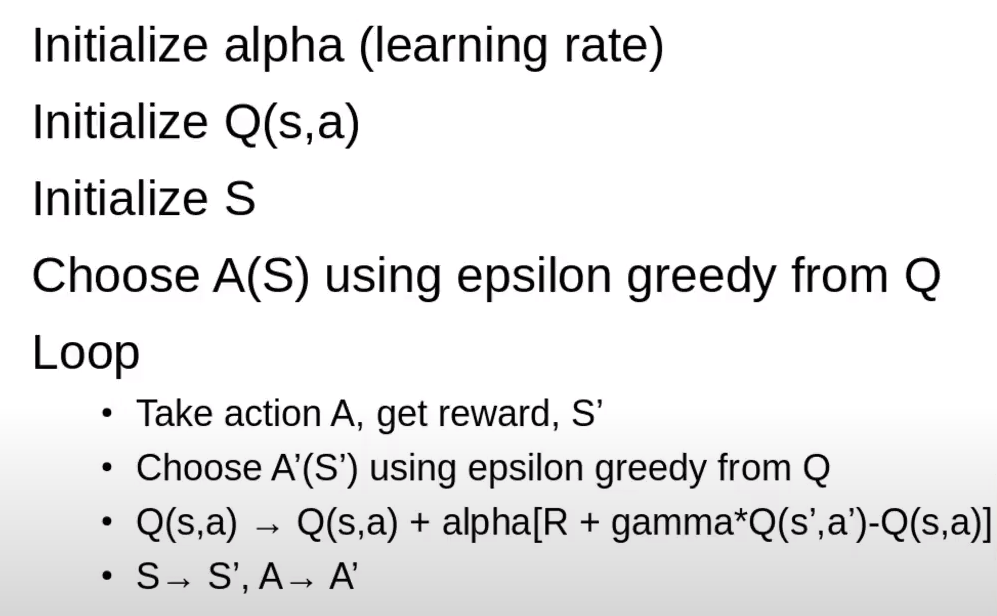 Initialize alpha (learning rate)
Initialize Q(s,a)
Initialize S
Choose A(S) using epsilon greedy from Q
Loop
• Take action A, get reward, S’
• Choose A’(S’) using epsilon greedy from Q
• Q(s,a) → Q(s,a) + alpha[R + gamma*Q(s’,a’)-Q(s,a)]
• S→ S’, A→ A’